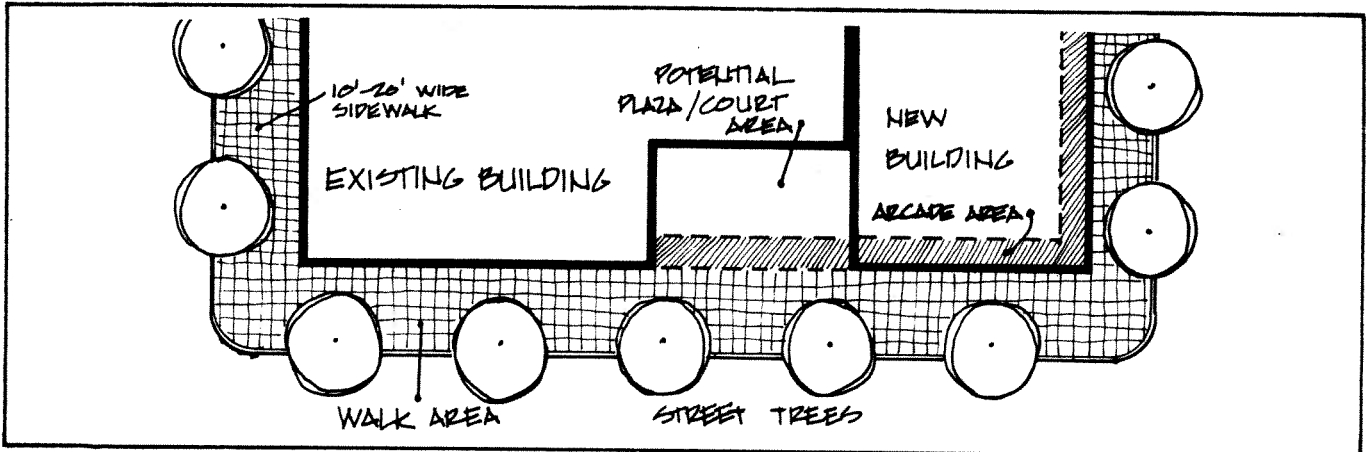 10'-20' WIDE
SIDEWALK
EXISTING BUILDING
POTENTIAL
PLAZA/COURT
AREA
NEW
BUILDING
ARCADE AREA
WALK AREA
STREET TREES